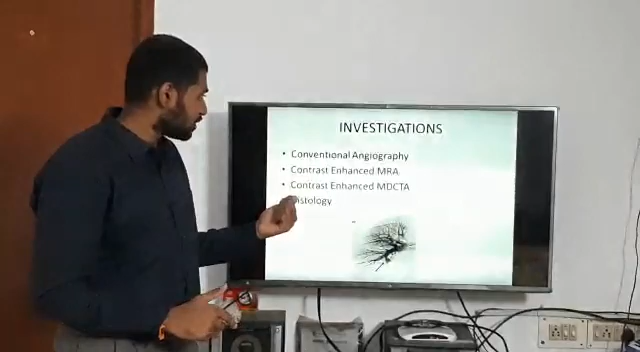 INVESTIGATIONS
• Conventional Angiography
• Contrast Enhanced MRA
• Contrast Enhanced MDCTA
istology